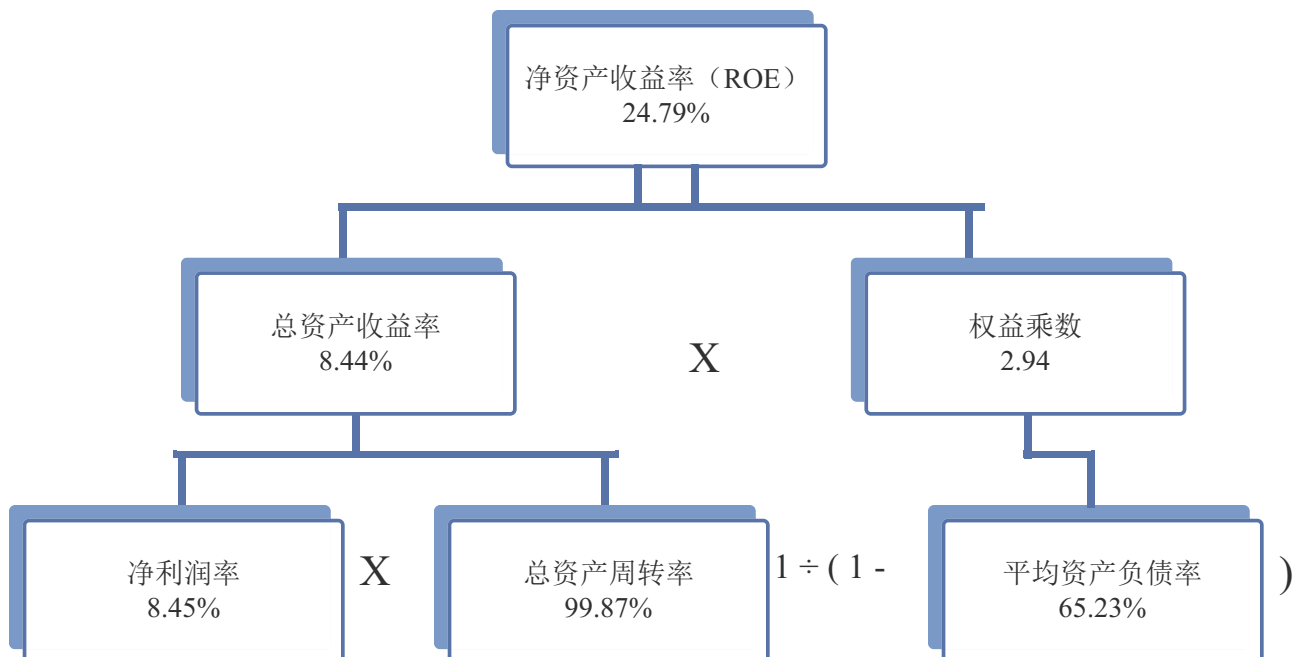 净资产收益率（ROE）
24.79%
总资产收益率
8.44%
X
权益乘数
2.94
净利润率
8.45%
X
总资产周转率
99.87%
1 ÷ ( 1 -
平均资产负债率
65.23%
)